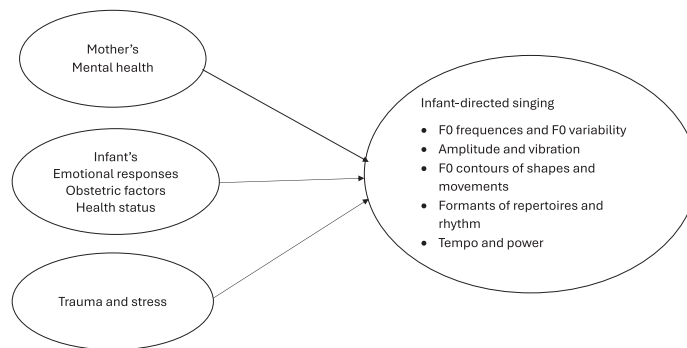 Mother’s
Mental health
Infant’s
Emotional responses
Obstetric factors
Health status
Trauma and stress
Infant-directed singing
● F0 frequences and F0 variability
● Amplitude and vibration
● F0 contours of shapes and
movements
● Formants of repertoires and
rhythm
● Tempo and power